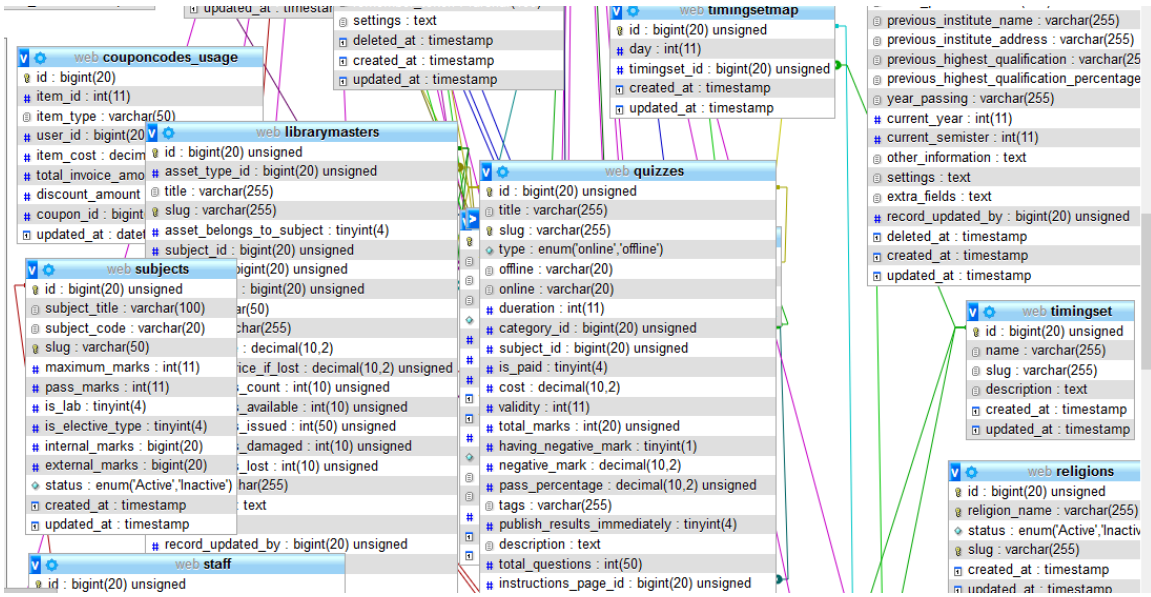 updated_at : timestar
settings : text
deleted_at : timestamp
created_at : timestamp
updated_at : timestamp
web timingsetmap
id : bigint(20) unsigned
day : int(11)
timingset_id : bigint(20) unsigned
created_at : timestamp
updated_at : timestamp
previous_institute_name : varchar(255)
previous_institute_address : varchar(255)
previous_highest_qualification : varchar(25
previous_highest_qualification_percentage
year_passing : varchar(255)
current_year : int(11)
current_semister : int(11)
other_information : text
settings : text
extra_fields : text
record_updated_by : bigint(20) unsigned
deleted_at : timestamp
created_at : timestamp
updated_at : timestamp
web couponcodes_usage
id : bigint(20)
item_id : int(11)
item_type : varchar(50)
user_id : bigint(20
item_cost : decim
total_invoice_amo
discount_amount
coupon_id : bigint
updated_at : datet
web librarymasters
id : bigint(20) unsigned
asset_type_id : bigint(20) unsigned
title : varchar(255)
slug : varchar(255)
asset_belongs_to_subject : tinyint(4)
subject_id : bigint(20) unsigned
bigint(20) unsigned
: bigint(20) unsigned
ar(50)
char(255)
: decimal(10,2)
ice_if_lost : decimal(10,2) unsigned
s_count : int(10) unsigned
s_available : int(10) unsigned
s_issued : int(50) unsigned
s_damaged : int(10) unsigned
s_lost : int(10) unsigned
har(255)
text
record_updated_by : bigint(20) unsigned
web subjects
id : bigint(20) unsigned
subject_title : varchar(100)
subject_code : varchar(20)
slug : varchar(50)
maximum_marks : int(11)
pass_marks : int(11)
is_lab : tinyint(4)
is_elective_type : tinyint(4)
internal_marks : bigint(20)
external_marks : bigint(20)
status : enum('Active','Inactive')
created_at : timestamp
updated_at : timestamp
web staff
id : bigint(20) unsigned
web quizzes
id : bigint(20) unsigned
title : varchar(255)
slug : varchar(255)
type : enum('online','offline')
offline : varchar(20)
online : varchar(20)
dueration : int(11)
category_id : bigint(20) unsigned
subject_id : bigint(20) unsigned
is_paid : tinyint(4)
cost : decimal(10,2)
validity : int(11)
total_marks : int(20) unsigned
having_negative_mark : tinyint(1)
negative_mark : decimal(10,2)
pass_percentage : decimal(10,2) unsigned
tags : varchar(255)
publish_results_immediately : tinyint(4)
description : text
total_questions : int(50)
instructions_page_id : bigint(20) unsigned
web timingset
id : bigint(20) unsigned
name : varchar(255)
slug : varchar(255)
description : text
created_at : timestamp
updated_at : timestamp
web religions
id : bigint(20) unsigned
religion_name : varchar(255)
status : enum('Active','Inactiv
slug : varchar(255)
created_at : timestamp
updated_at : timestamp